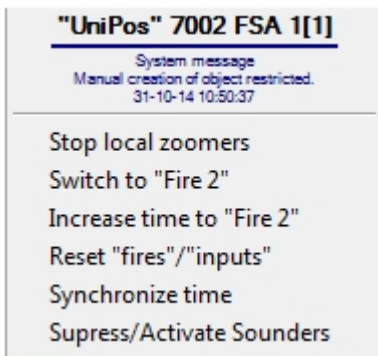 "UniPos" 7002 FSA 1[1]
System message
Manual creation of object restricted.
31-10-14 10:50:37
Stop local zoomers
Switch to "Fire 2"
Increase time to "Fire 2"
Reset "fires"/"inputs"
Synchronize time
Supress/Activate Sounders